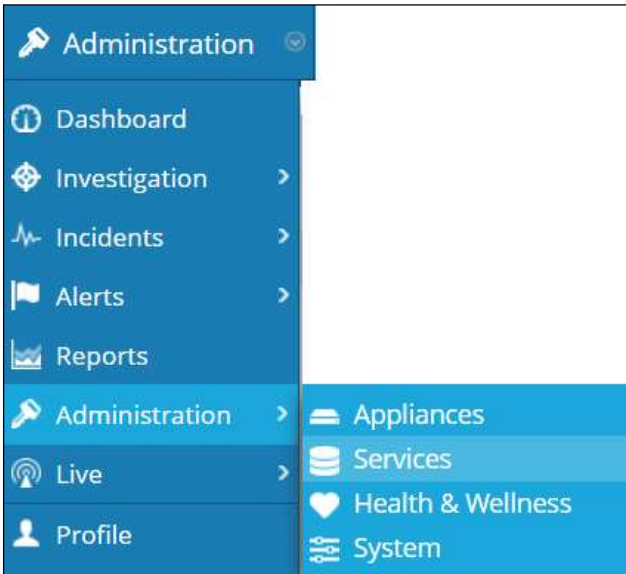 Administration
Dashboard
Investigation
Incidents
Alerts
Reports
Administration
Appliances
Services
Health & Wellness
System
Live
Profile